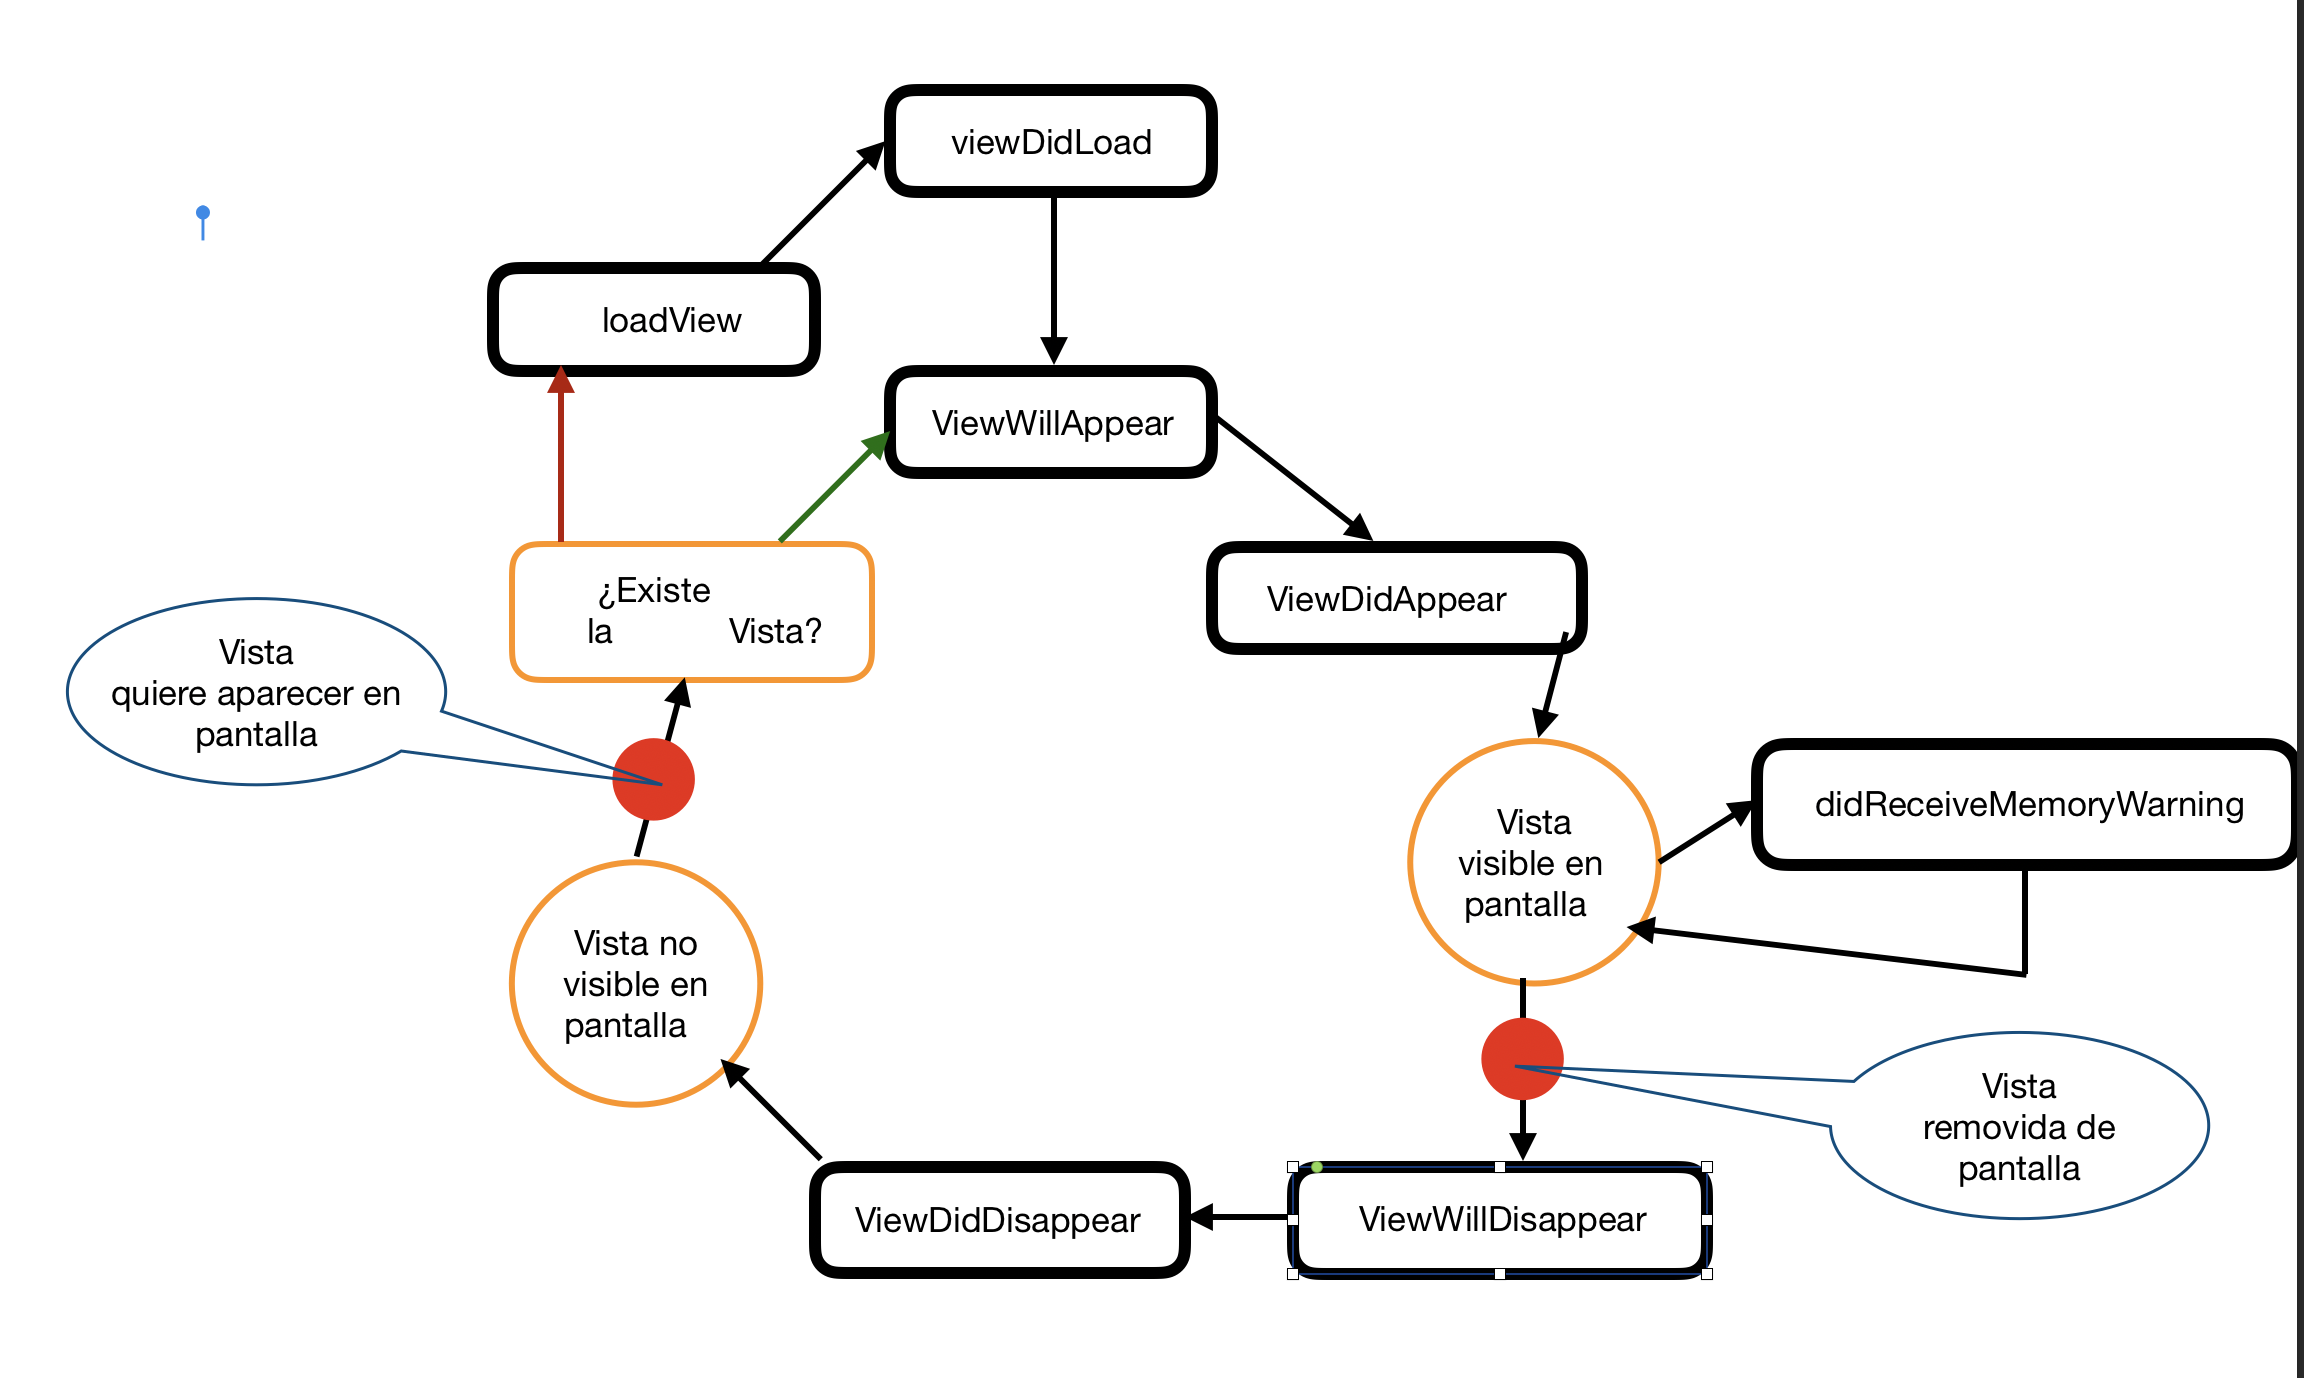 viewDidLoad
loadView
ViewWillAppear
¿Existe
la Vista?
ViewDidAppear
Vista
quiere aparecer en
pantalla
Vista
visible en
pantalla
didReceiveMemoryWarning
Vista no
visible en
pantalla
Vista
removida de
pantalla
ViewDidDisappear
ViewWillDisappear